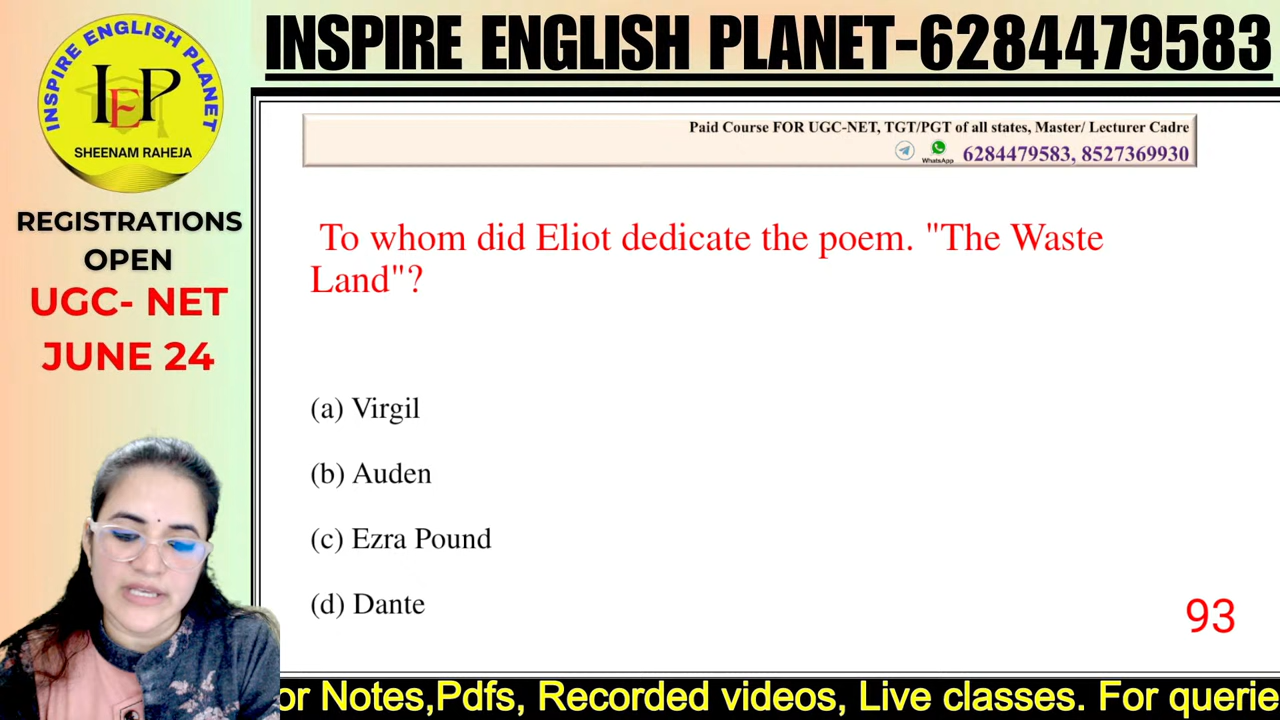 INSPIRE ENGLISH PLANET
IEP
SHEENAM RAHEJA
INSPIRE ENGLISH PLANET-6284479583
Paid Course FOR UGC-NET, TGT/PGT of all states, Master/ Lecturer Cadre
WhatsApp 6284479583, 8527369930
REGISTRATIONS
OPEN
UGC- NET
JUNE 24
To whom did Eliot dedicate the poem. "The Waste
Land"?
(a) Virgil
(b) Auden
(c) Ezra Pound
(d) Dante
93
or Notes,Pdfs, Recorded videos, Live classes. For querie